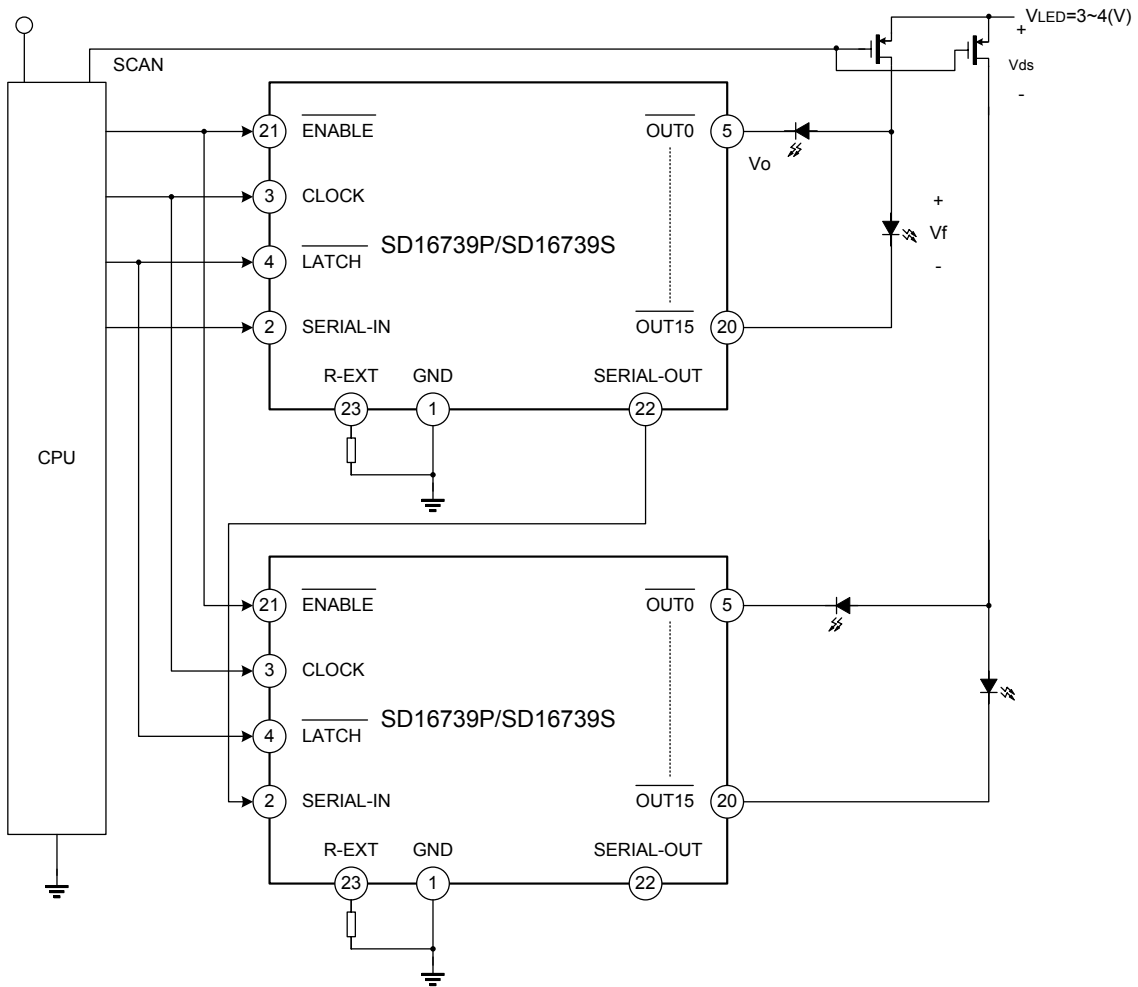 VLED=3~4(V)
+
SCAN
Vds
-
21 ENABLE
OUT0 5
Vo
3 CLOCK
+
SD16739P/SD16739S
Vf
4 LATCH
-
2 SERIAL-IN
OUT15 20
R-EXT GND SERIAL-OUT
23 1 22
CPU
21 ENABLE
OUT0 5
3 CLOCK
SD16739P/SD16739S
4 LATCH
2 SERIAL-IN
OUT15 20
R-EXT GND SERIAL-OUT
23 1 22